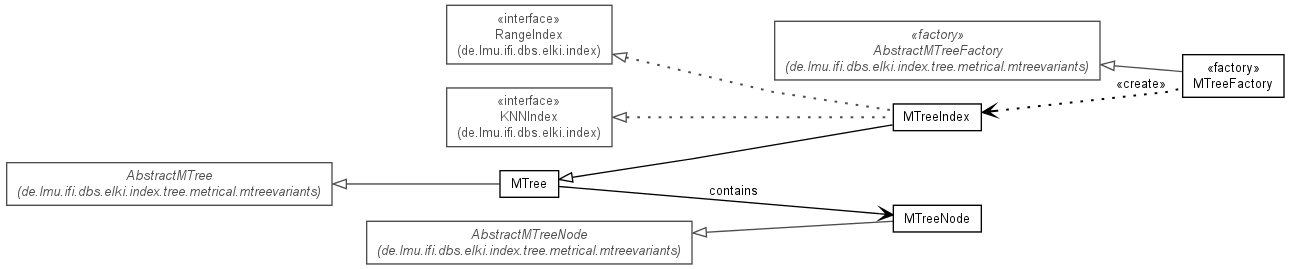 «interface»
RangeIndex
(de.lmu.ifi.dbs.elki.index)
«factory»
AbstractMTreeFactory
(de.lmu.ifi.dbs.elki.index.tree.metrical.mtreevariants)
«factory»
MTreeFactory
«create»
«interface»
KNNIndex
(de.lmu.ifi.dbs.elki.index)
MTreeIndex
AbstractMTree
(de.lmu.ifi.dbs.elki.index.tree.metrical.mtreevariants)
MTree
contains
MTreeNode
AbstractMTreeNode
(de.lmu.ifi.dbs.elki.index.tree.metrical.mtreevariants)